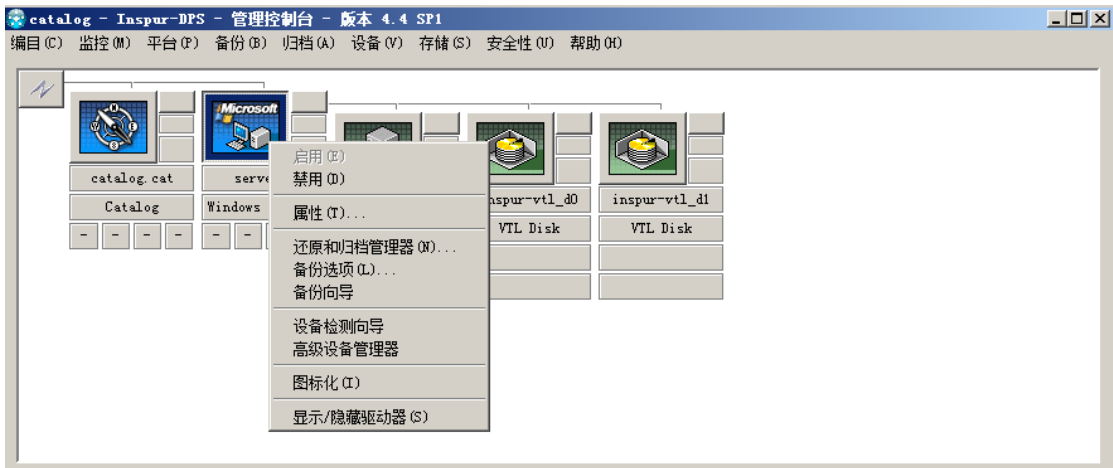 catalog - Inspur-DPS - 管理控制台 - 版本 4.4 SP1
编目(C) 监控(M) 平台(P) 备份(B) 归档(A) 设备(V) 存储(S) 安全性(U) 帮助(H)
Microsoft
catalog.cat
Catalog
- - - -
serve
Windows
- -
启用(E)
禁用(D)
属性(T)...
还原和归档管理器(N)...
备份选项(L)...
备份向导
设备检测向导
高级设备管理器
图标化(I)
显示/隐藏驱动器(S)
nspur-vtl_d0
VTL Disk
inspur-vtl_d1
VTL Disk